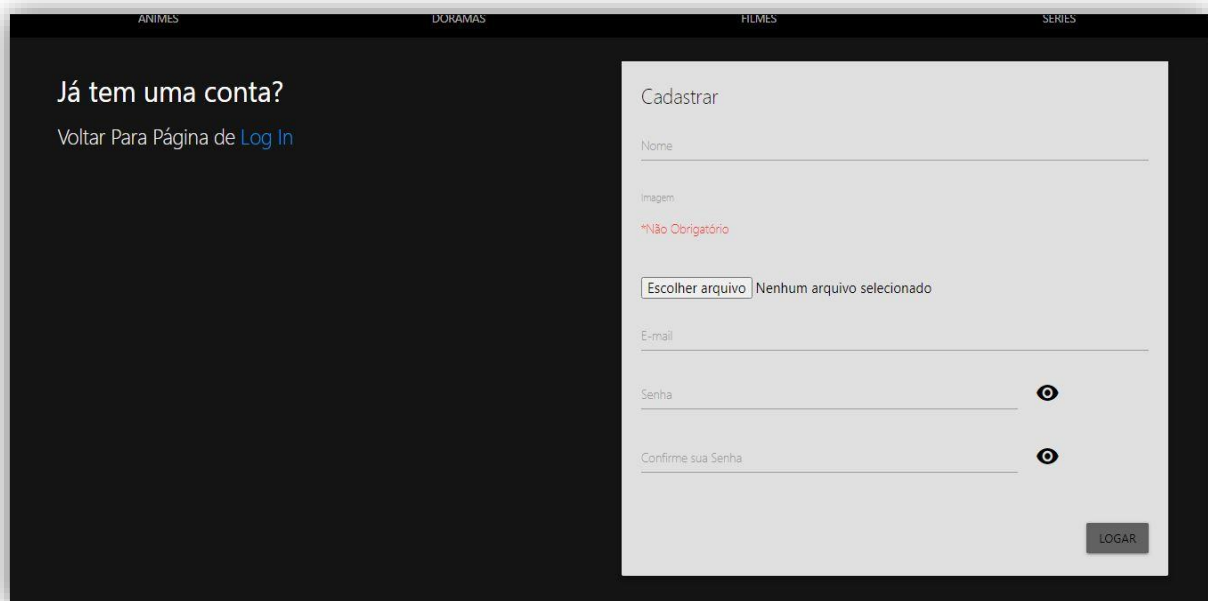 ANIMES DORAMAS FILMES SERIES
Já tem uma conta?
Voltar Para Página de Log In
Cadastrar
Nome
Imagem
*Não Obrigatório
Escolher arquivo Nenhum arquivo selecionado
E-mail
Senha
Confirme sua Senha
LOGAR